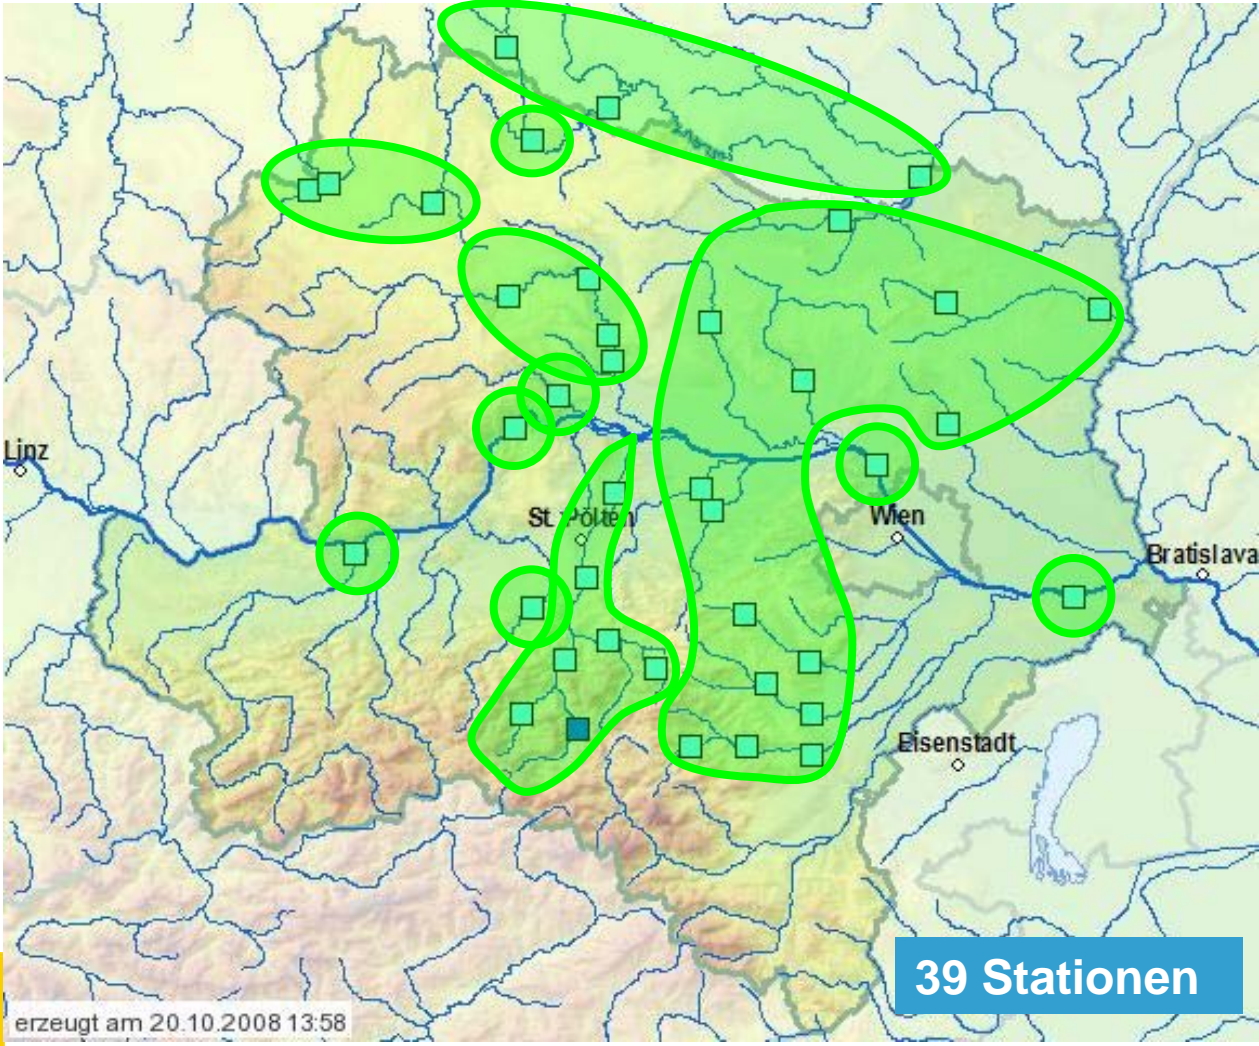 Linz
St. Pölten
Wien
Bratislava
Eisenstadt
39 Stationen
erzeugt am 20.10.2008 13:58